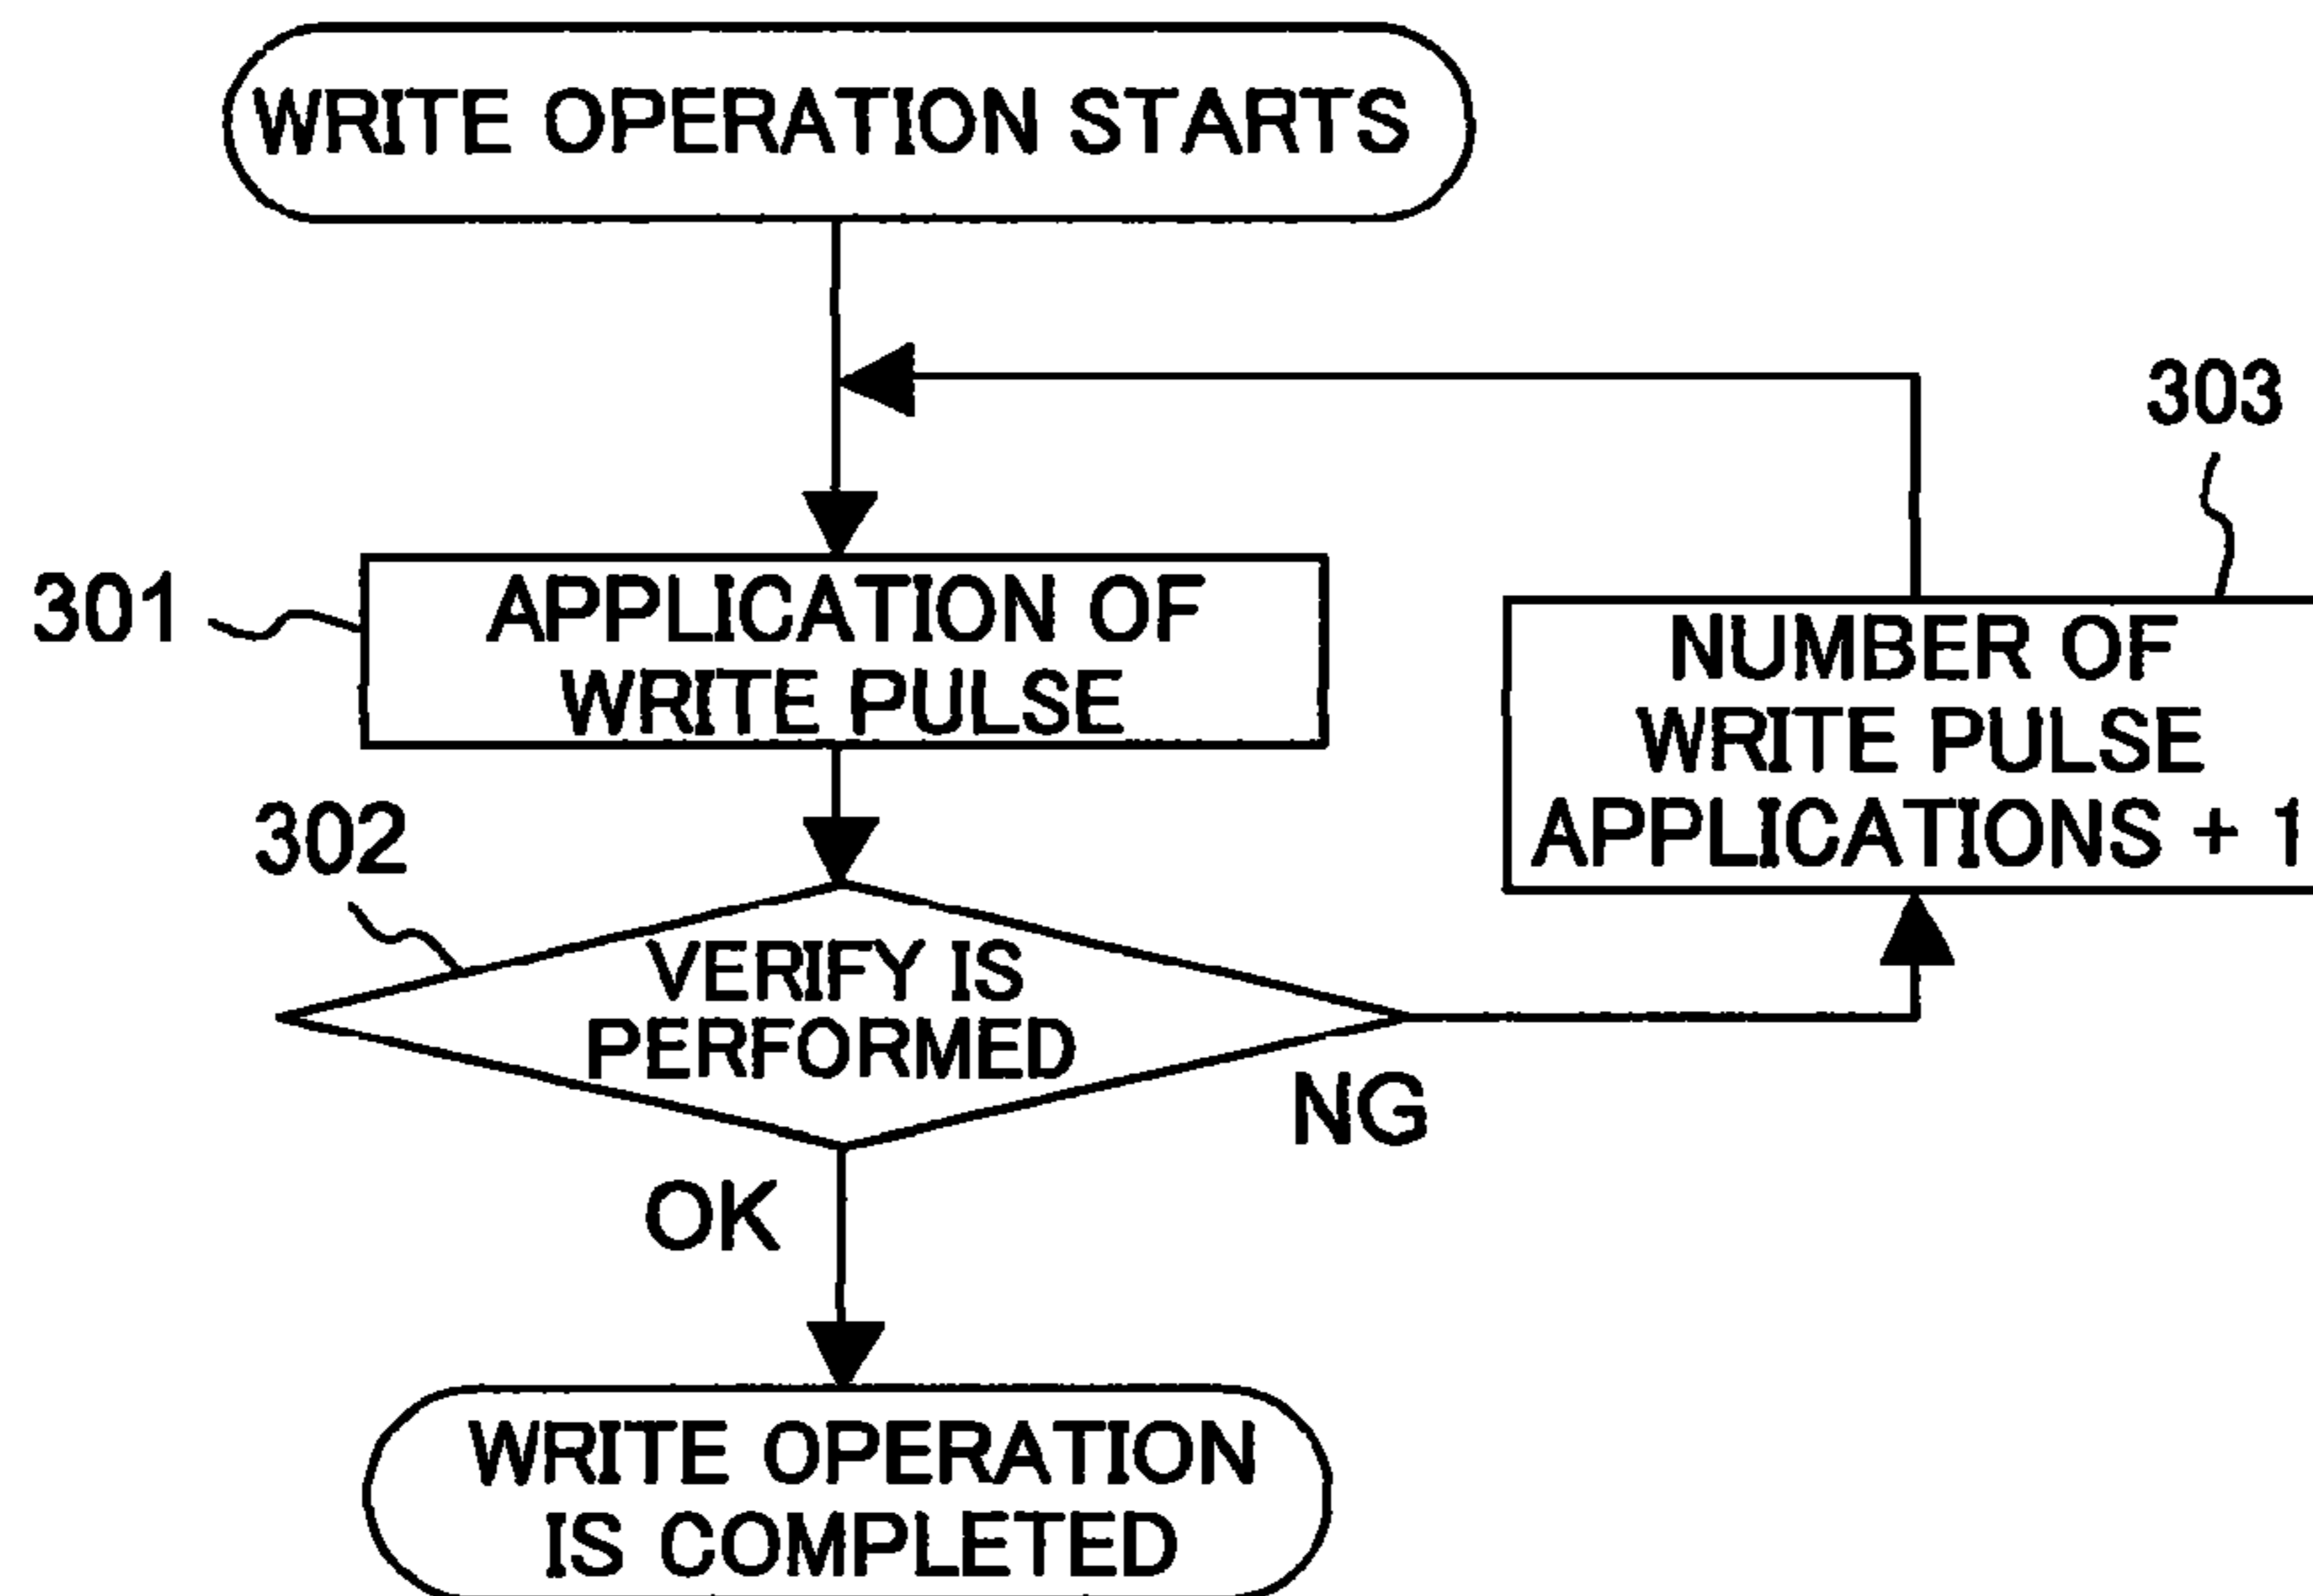 WRITE OPERATION STARTS
303
301
APPLICATION OF
WRITE PULSE
NUMBER OF
WRITE PULSE
APPLICATIONS + 1
302
VERIFY IS
PERFORMED
NG
OK
WRITE OPERATION
IS COMPLETED